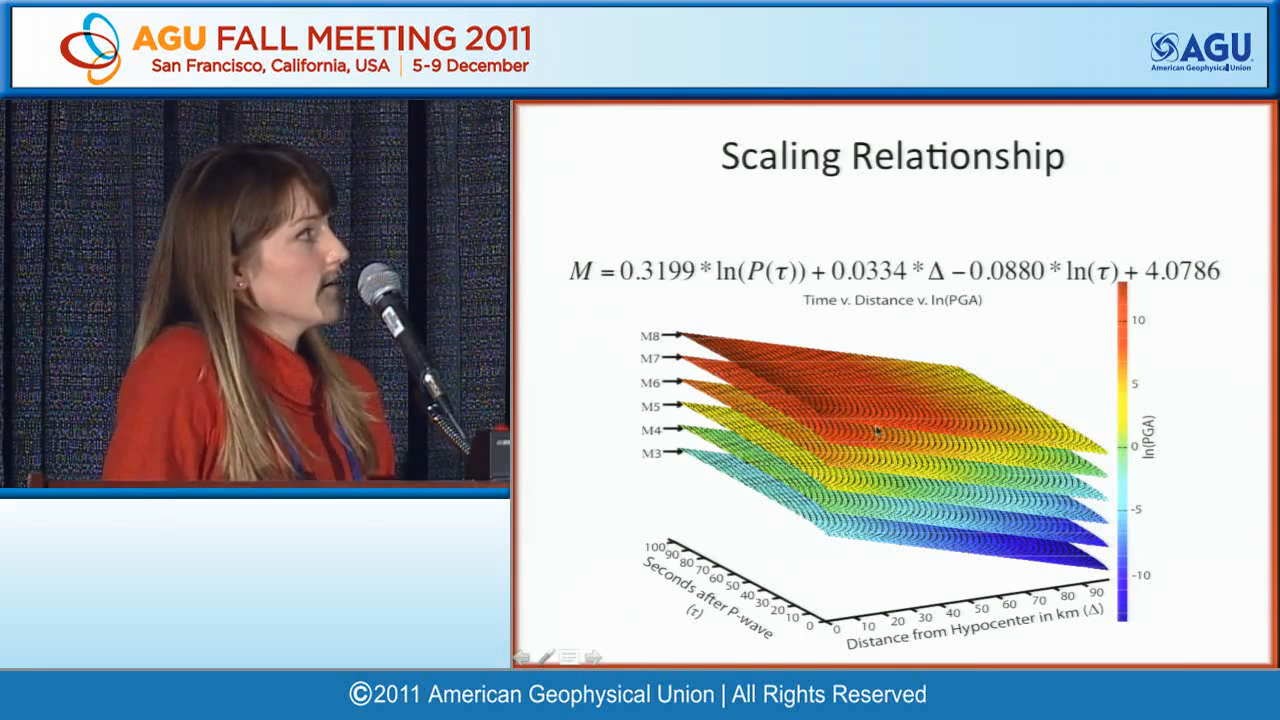 AGU FALL MEETING 2011
San Francisco, California, USA | 5-9 December
AGU
American Geophysical Union
Scaling Relationship
M = 0.3199 * ln(P(τ)) + 0.0334 * Δ − 0.0880 * ln(τ) + 4.0786
Time v. Distance v. ln(PGA)
M8
M7
M6
M5
M4
M3
10
5
0
-5
-10
ln(PGA)
100
90
80
70
60
50
40
30
20
10
0
Seconds after P-wave
(τ)
0 10 20 30 40 50 60 70 80 90
Distance from Hypocenter in km (Δ)
©2011 American Geophysical Union | All Rights Reserved